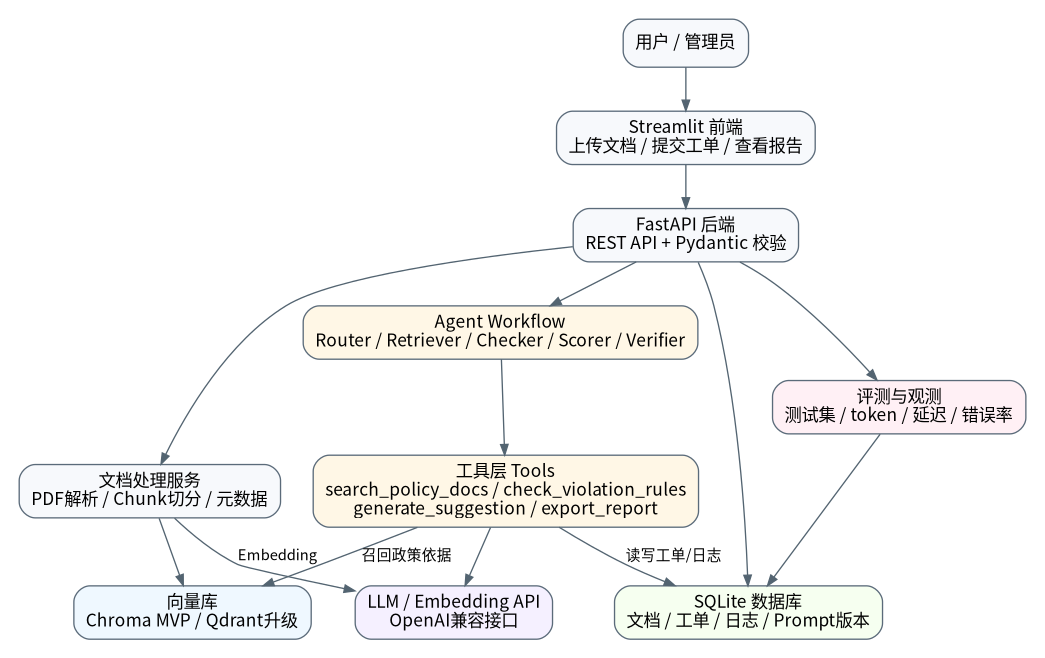 用户 / 管理员
Streamlit 前端
上传文档 / 提交工单 / 查看报告
FastAPI 后端
REST API + Pydantic 校验
Agent Workflow
Router / Retriever / Checker / Scorer / Verifier
评测与观测
测试集 / token / 延迟 / 错误率
文档处理服务
PDF解析 / Chunk切分 / 元数据
工具层 Tools
search_policy_docs / check_violation_rules
generate_suggestion / export_report
Embedding
召回政策依据
读写工单/日志
向量库
Chroma MVP / Qdrant升级
LLM / Embedding API
OpenAI兼容接口
SQLite 数据库
文档 / 工单 / 日志 / Prompt版本